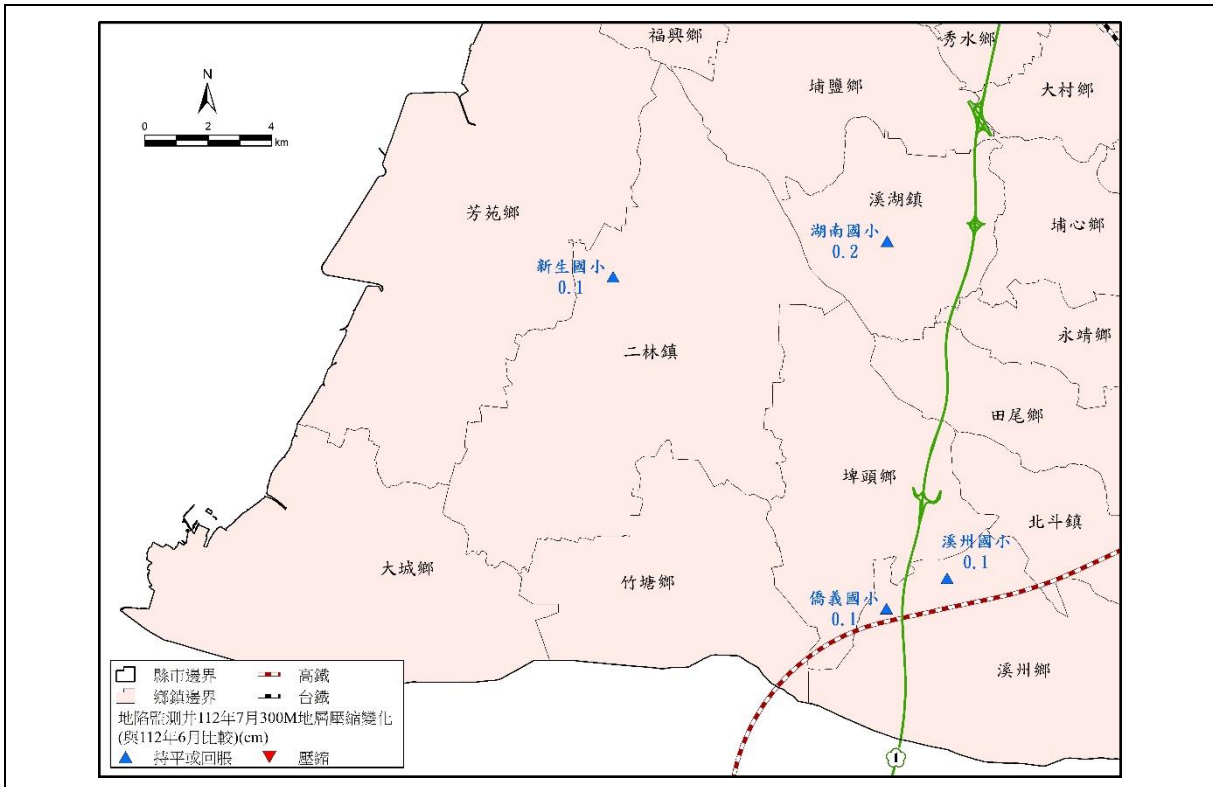 福興鄉
秀水鄉
埔鹽鄉
大村鄉
N
0 2 4
km
芳苑鄉
溪湖鎮
埔心鄉
湖南國小
0.2
新生國小
0.1
二林鎮
永靖鄉
田尾鄉
埤頭鄉
北斗鎮
溪州國小
0.1
大城鄉
竹塘鄉
僑義國小
0.1
溪州鄉
縣市邊界 高鐵
鄉鎮邊界 台鐵
地陷監測井112年7月300M地層壓縮變化
(與112年6月比較)(cm)
持平或回脹 壓縮
1